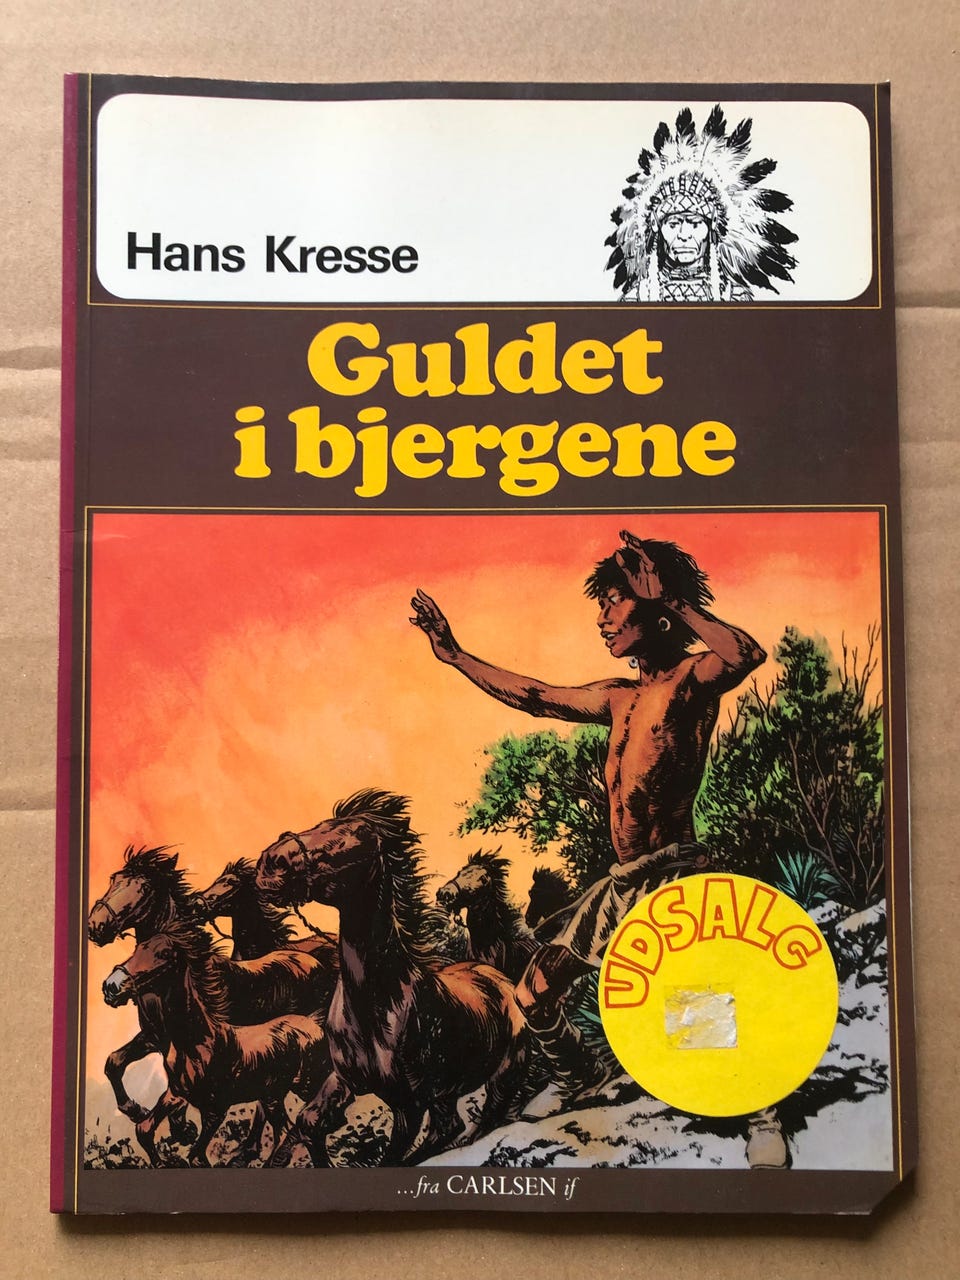 Hans Kresse
Guldet
i bjergene
UDSALG
...fra CARLSEN if